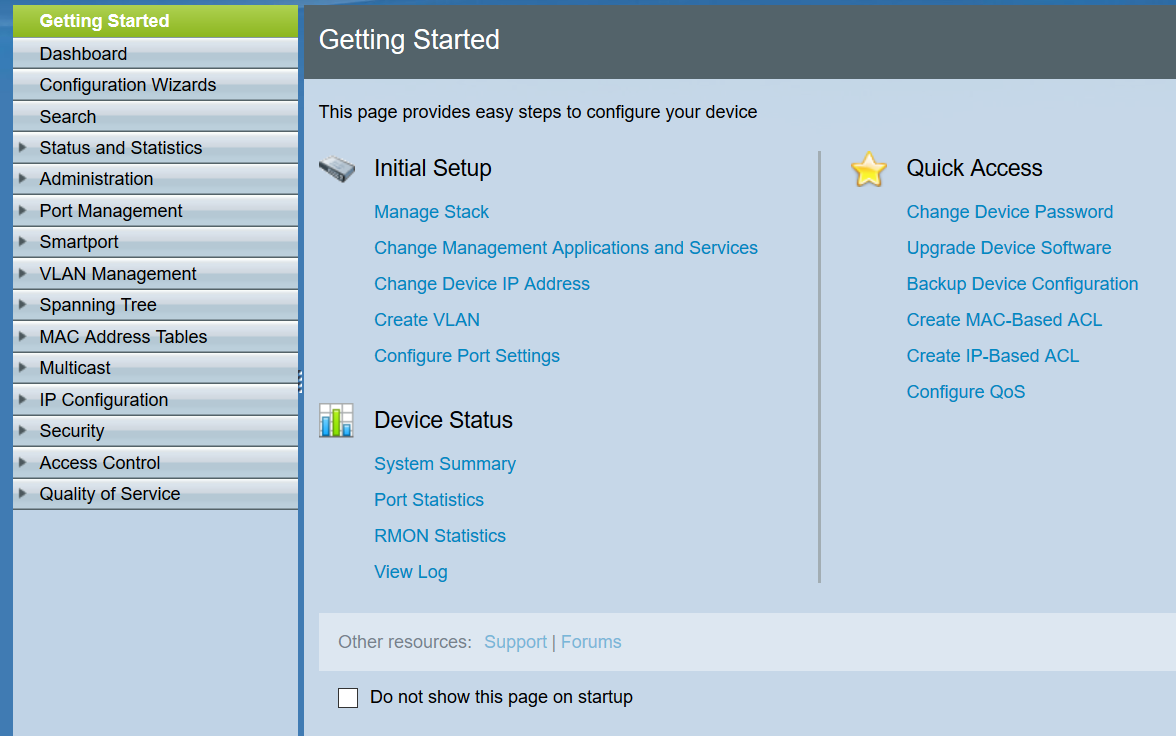 Getting Started
Dashboard
Configuration Wizards
Search
Status and Statistics
Administration
Port Management
Smartport
VLAN Management
Spanning Tree
MAC Address Tables
Multicast
IP Configuration
Security
Access Control
Quality of Service
Getting Started
This page provides easy steps to configure your device
Initial Setup
Manage Stack
Change Management Applications and Services
Change Device IP Address
Create VLAN
Configure Port Settings
Device Status
System Summary
Port Statistics
RMON Statistics
View Log
Quick Access
Change Device Password
Upgrade Device Software
Backup Device Configuration
Create MAC-Based ACL
Create IP-Based ACL
Configure QoS
Other resources: Support | Forums
Do not show this page on startup